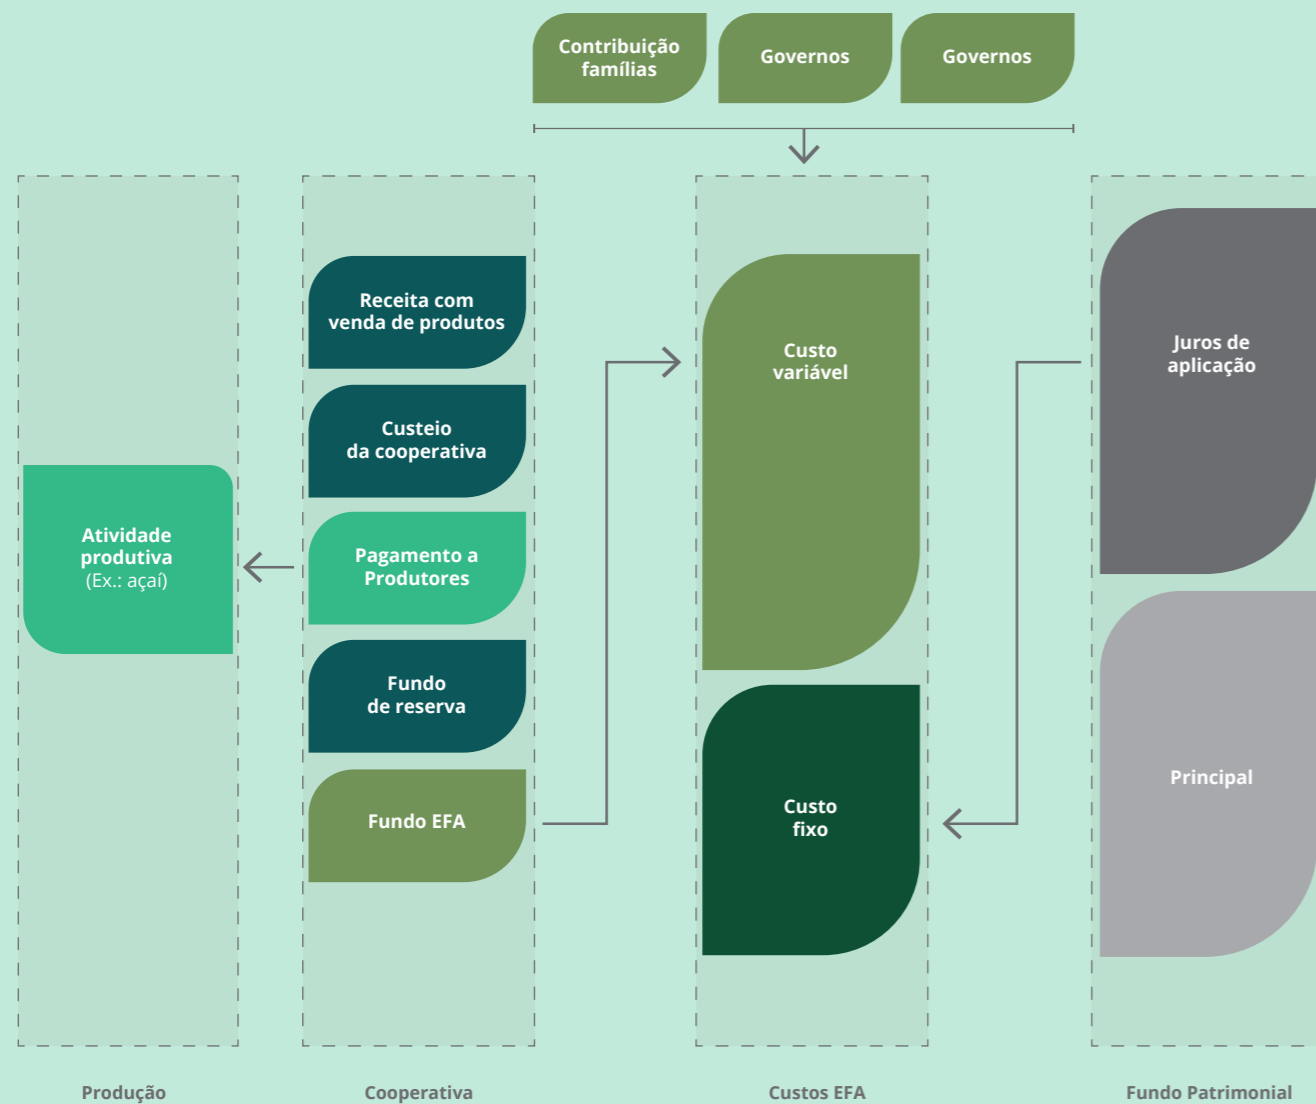 Contribuição
famílias
Governos
Governos
Receita com
venda de produtos
Custeio
da cooperativa
Atividade
produtiva
(Ex.: açaí)
Pagamento a
Produtores
Fundo
de reserva
Fundo EFA
Custo
variável
Custo
fixo
Juros de
aplicação
Principal
Produção
Cooperativa
Custos EFA
Fundo Patrimonial